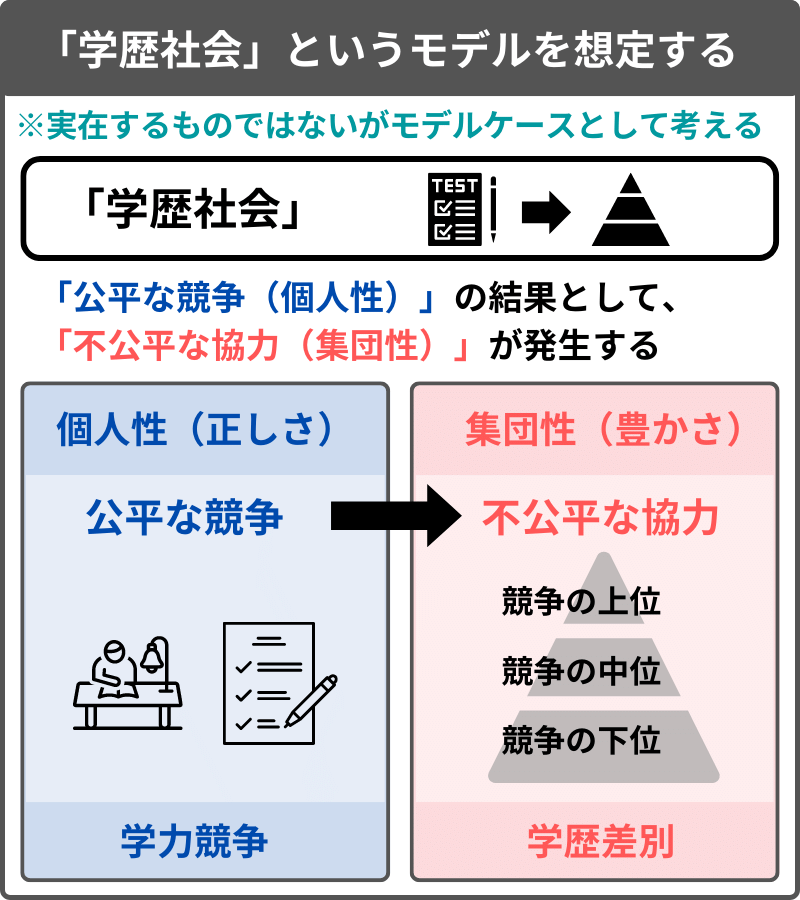 「学歴社会」というモデルを想定する
※実在するものではないがモデルケースとして考える
「学歴社会」
TEST
「公平な競争（個人性）」の結果として、
「不公平な協力（集団性）」が発生する
個人性（正しさ）
集団性（豊かさ）
公平な競争
不公平な協力
競争の上位
競争の中位
競争の下位
学力競争
学歴差別